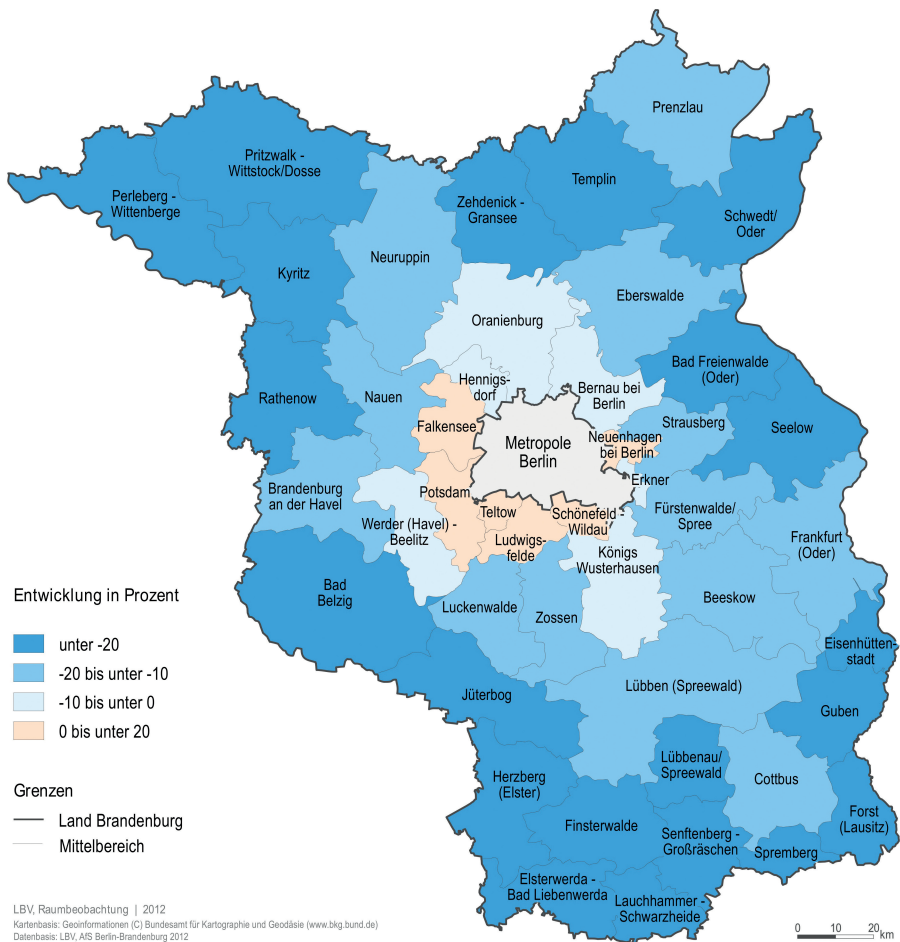 Prenzlau
Pritzwalk -
Wittstock/Dosse
Templin
Perleberg -
Wittenberge
Zehdenick -
Gransee
Schwedt/
Oder
Neuruppin
Kyritz
Eberswalde
Oranienburg
Bad Freienwalde
(Oder)
Hennigs-
dorf
Bernau bei
Berlin
Rathenow
Nauen
Falkensee
Strausberg
Seelow
Metropole
Berlin
Neuenhagen
bei Berlin
Erkner
Brandenburg
an der Havel
Potsdam
Teltow
Schönefeld -
Wildau
Fürstenwalde/
Spree
Werder (Havel) -
Beelitz
Ludwigs-
felde
Frankfurt
(Oder)
Königs
Wusterhausen
Bad
Belzig
Luckenwalde
Zossen
Beeskow
Eisenhütten-
stadt
Lübben (Spreewald)
Jüterbog
Guben
Lübbenau/
Spreewald
Herzberg
(Elster)
Cottbus
Finsterwalde
Forst
(Lausitz)
Senftenberg -
Großräschen
Spremberg
Elsterwerda -
Bad Liebenwerda
Lauchhammer -
Schwarzheide
Entwicklung in Prozent
unter -20
-20 bis unter -10
-10 bis unter 0
0 bis unter 20
Grenzen
Land Brandenburg
Mittelbereich
LBV, Raumbeobachtung | 2012
Kartenbasis: Geoinformationen (C) Bundesamt für Kartographie und Geodäsie (www.bkg.bund.de)
Datenbasis: LBV, AfS Berlin-Brandenburg 2012
0 10 20 km